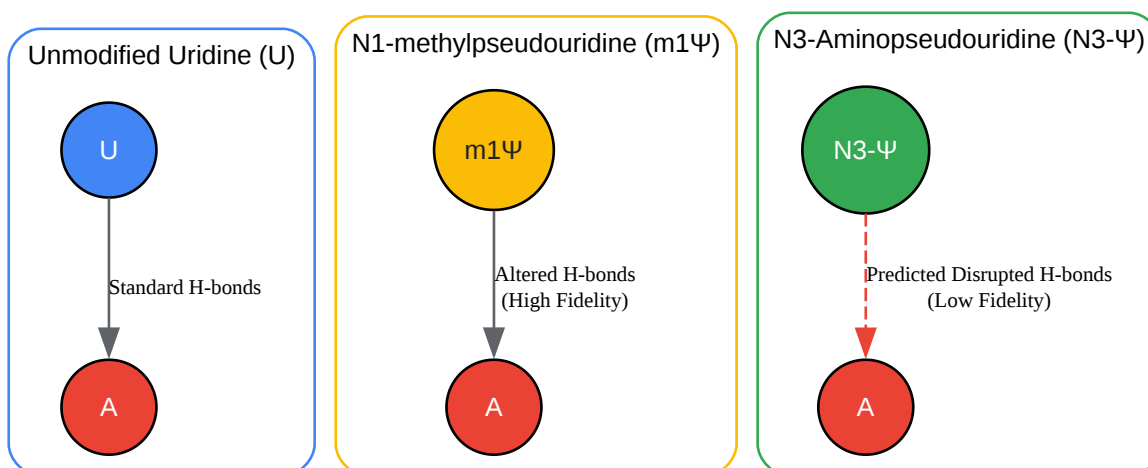 Unmodified Uridine (U)
U
Standard H-bonds
A
N1-methylpseudouridine (m1Ψ)
m1Ψ
Altered H-bonds
(High Fidelity)
A
N3-Aminopseudouridine (N3-Ψ)
N3-Ψ
Predicted Disrupted H-bonds
(Low Fidelity)
A